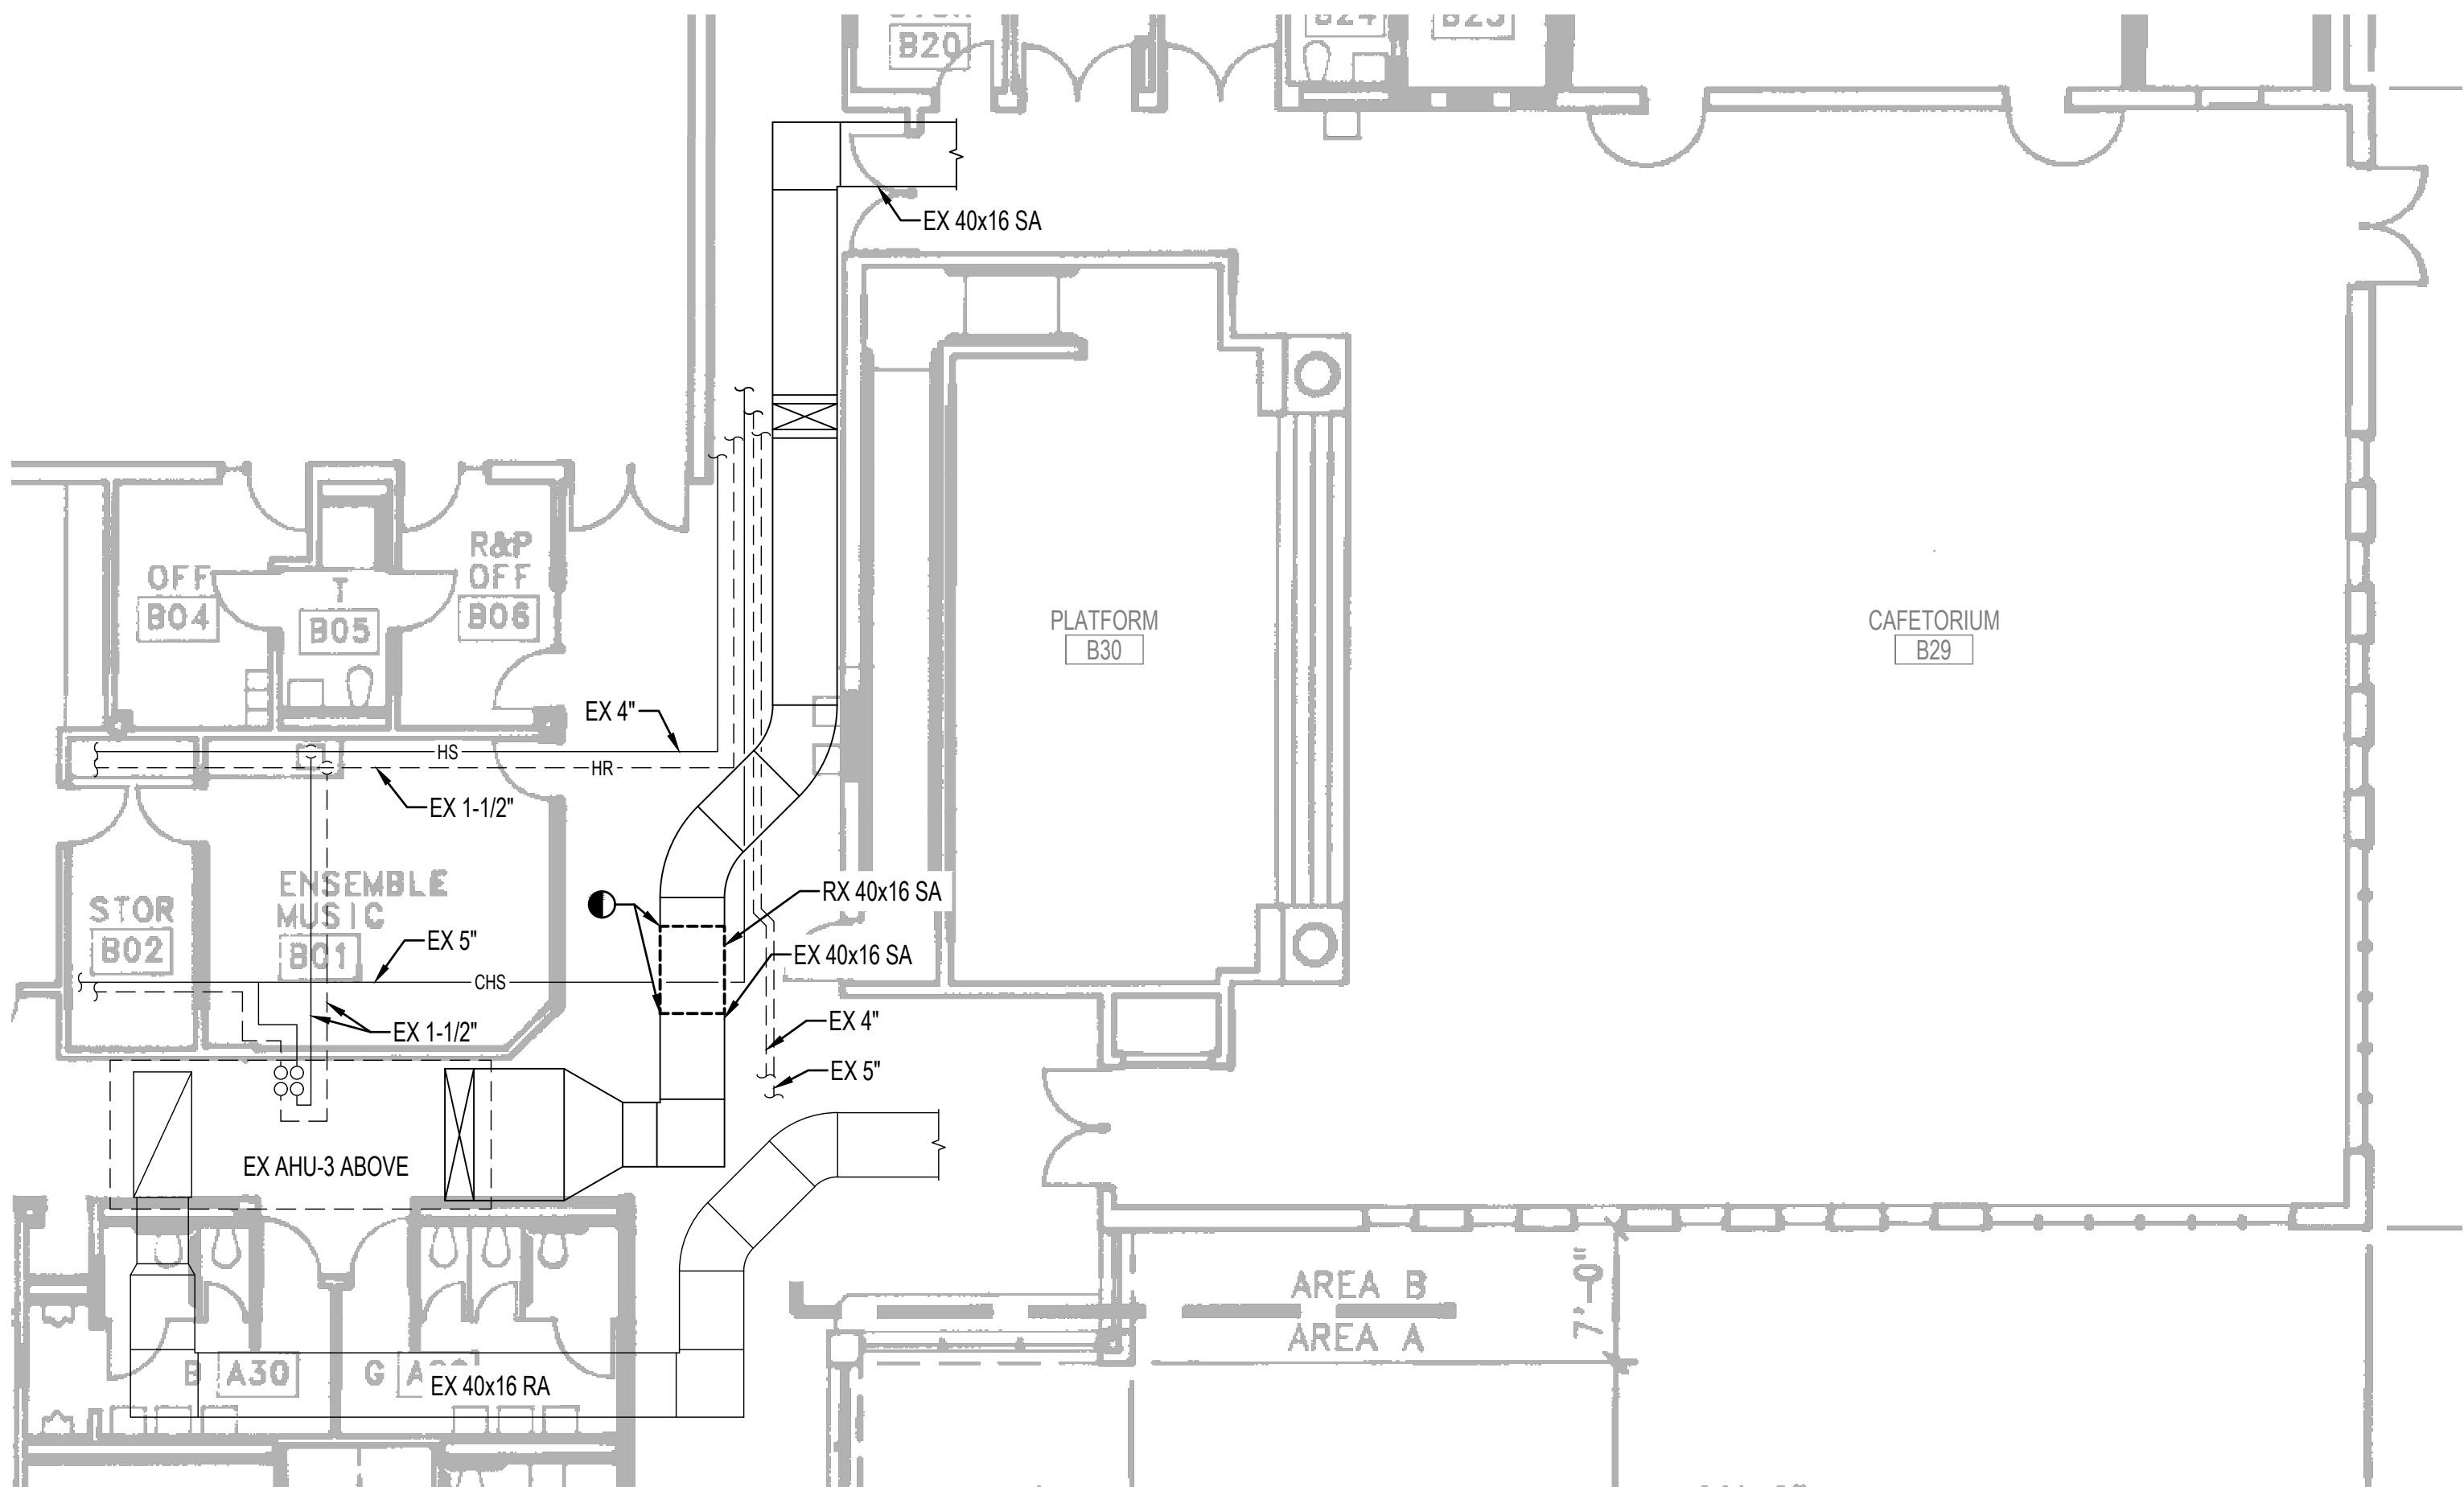 B20
B24
B23
EX 40x16 SA
R&P
OFF
B06
OFF
B04
T
B05
PLATFORM
B30
CAFETORIUM
B29
EX 4"
HS
HR
EX 1-1/2"
ENSEMBLE
MUSIC
B01
STOR
B02
RX 40x16 SA
EX 5"
EX 40x16 SA
CHS
EX 4"
EX 1-1/2"
EX 5"
EX AHU-3 ABOVE
AREA B
AREA A
7'-0"
B A30
G
EX 40x16 RA